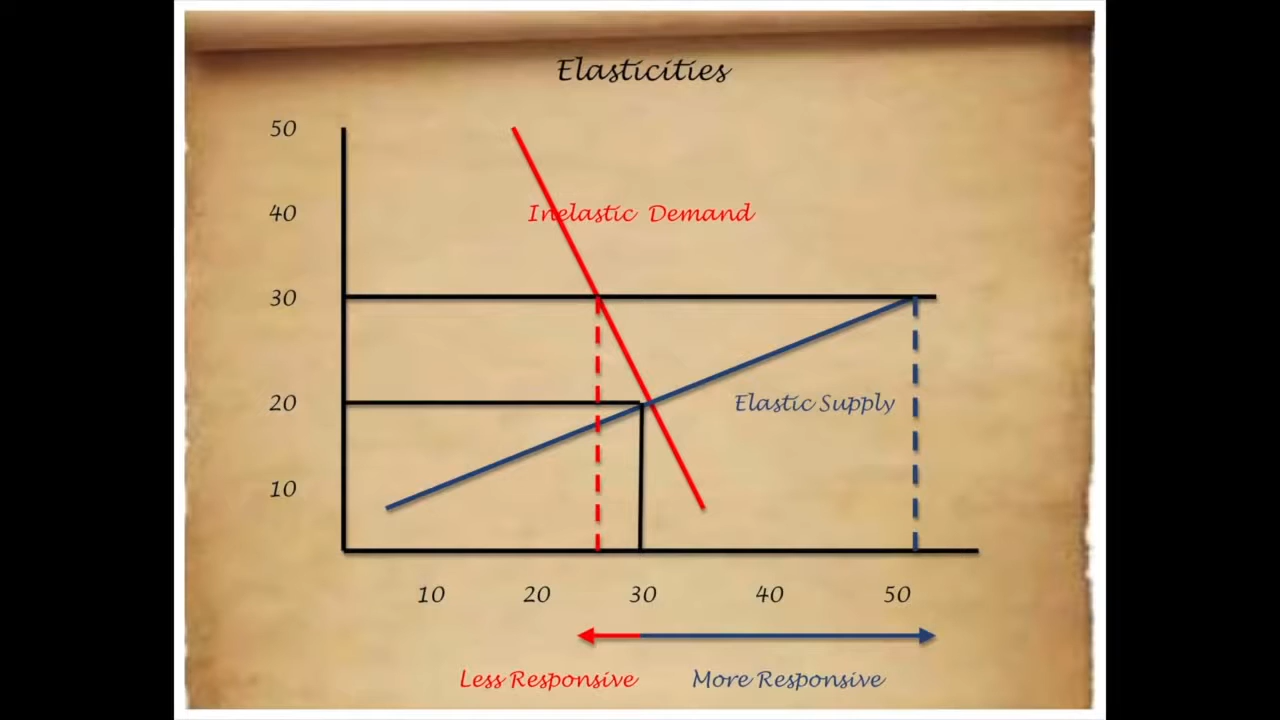 Elasticities
50
40
Inelastic Demand
30
20
Elastic Supply
10
10 20 30 40 50
Less Responsive More Responsive